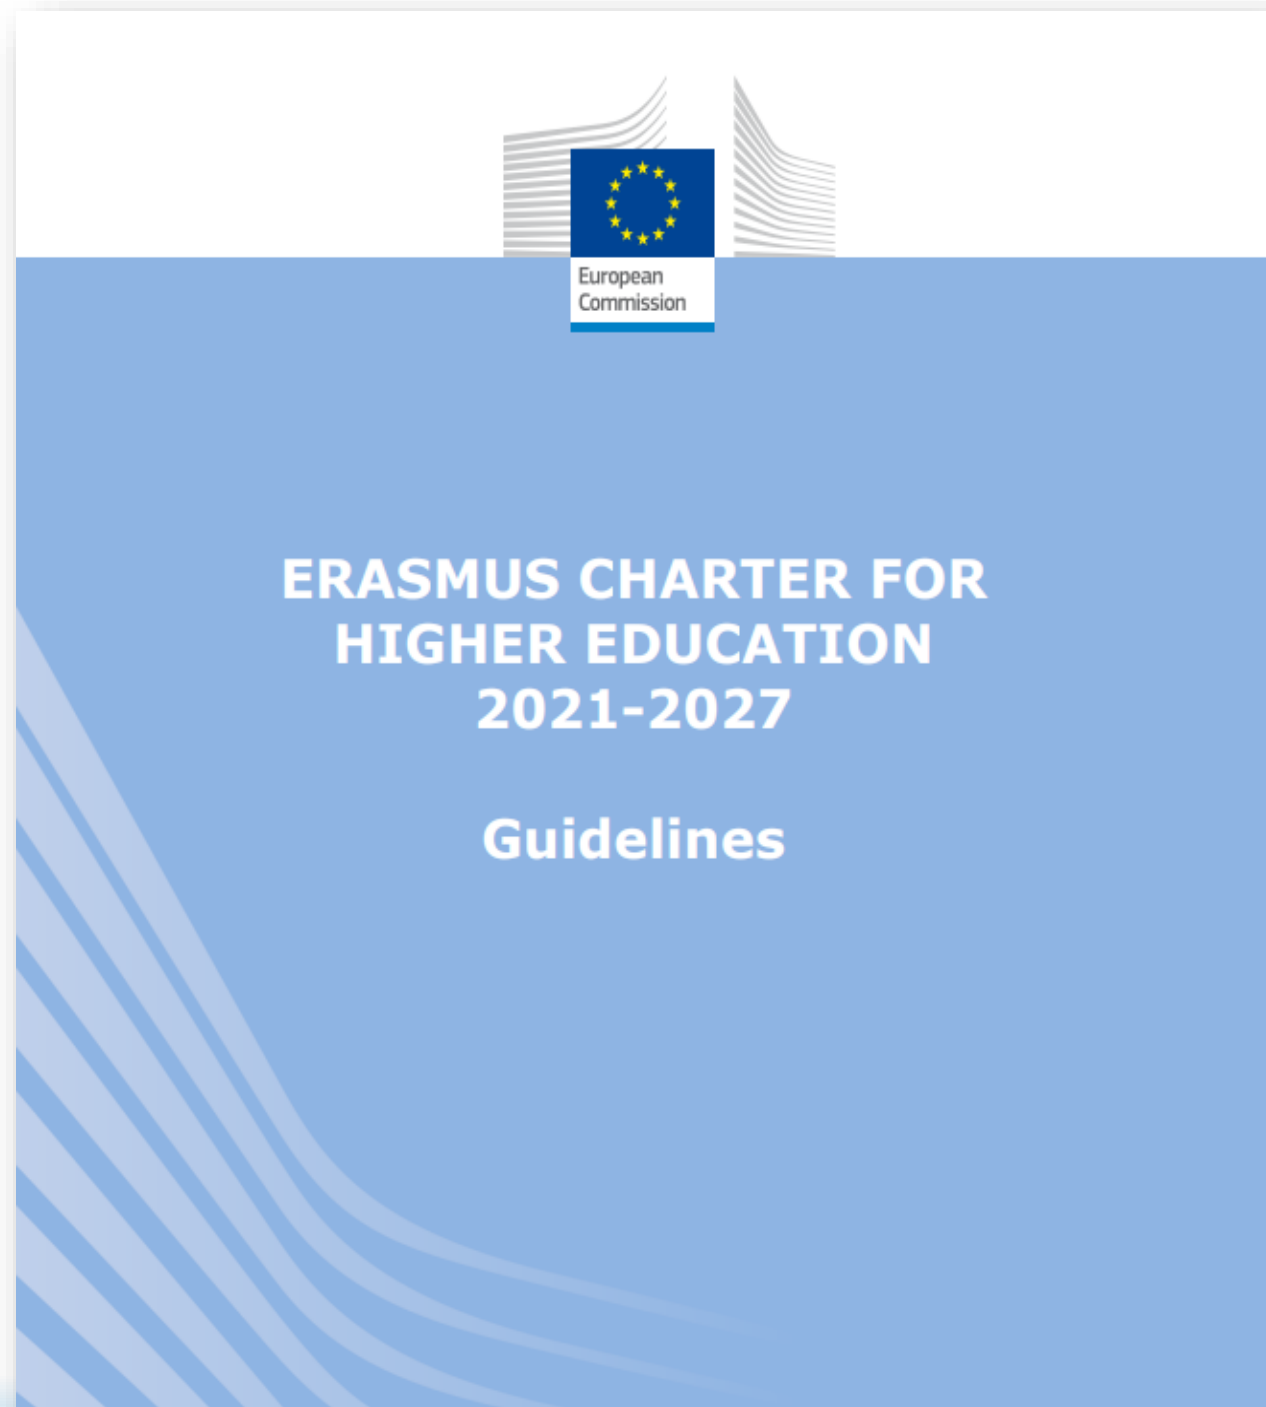 European
Commission
ERASMUS CHARTER FOR
HIGHER EDUCATION
2021-2027
Guidelines